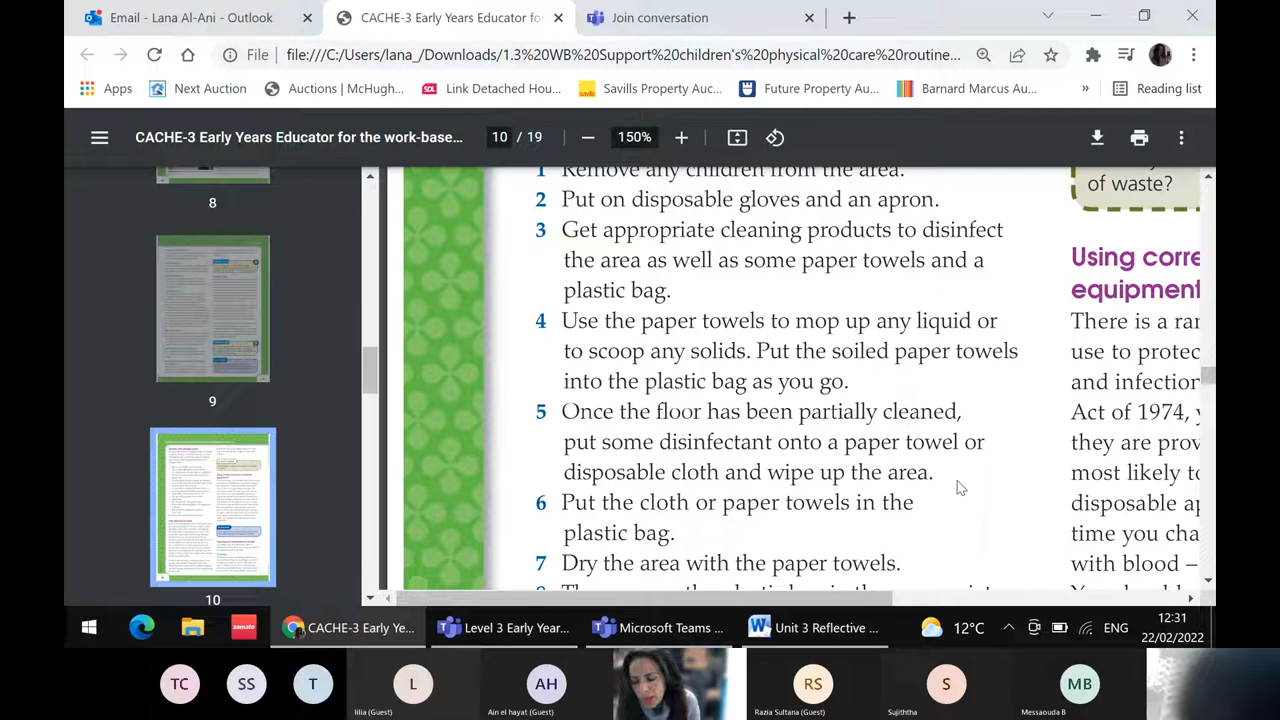 Email - Lana Al-Ani - Outlook
CACHE-3 Early Years Educator fo
Join conversation
File
file:///C:/Users/lana_/Downloads/1.3%20WB%20Support%20children's%20physical%20care%20routine...
Apps
Next Auction
Auctions | McHugh...
Link Detached Hou...
Savills Property Auc...
Future Property Au...
Barnard Marcus Au...
»
Reading list
CACHE-3 Early Years Educator for the work-base...
10 / 19
150%
8
9
10
1 Remove any children from the area.
2 Put on disposable gloves and an apron.
3 Get appropriate cleaning products to disinfect
the area as well as some paper towels and a
plastic bag.
4 Use the paper towels to mop up any liquid or
to scoop any solids. Put the soiled paper towels
into the plastic bag as you go.
5 Once the floor has been partially cleaned,
put some disinfectant onto a paper towel or
disposable cloth and wipe up the area.
6 Put the cloth or paper towels in the
plastic bag.
7 Dry the area with the paper towels.
of waste?
Using corre
equipment
There is a ran
use to protec
and infection
Act of 1974, y
they are prov
most likely to
disposable ap
time you cha
with blood –
zomato
CACHE-3 Early Ye...
Level 3 Early Year...
Microsoft Teams ...
Unit 3 Reflective ...
12°C
ENG
12:31
22/02/2022
TC
SS
T
L
lilia (Guest)
AH
Ain el hayat (Guest)
RS
Razia Sultana (Guest)
S
Sujiththa
MB
Messaouda B